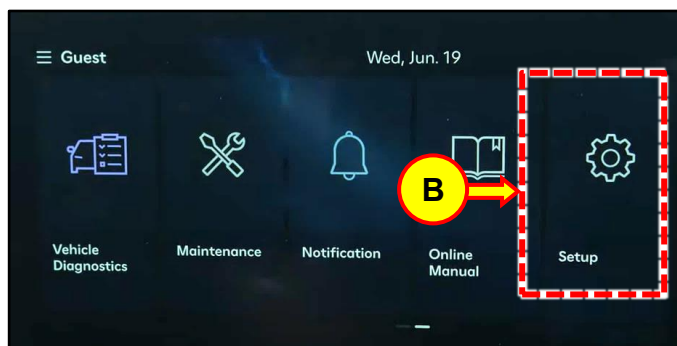 Guest
Wed, Jun. 19
B
Vehicle
Diagnostics
Maintenance
Notification
Online
Manual
Setup